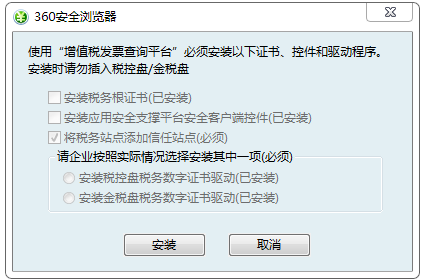 360安全浏览器
使用“增值税发票查询平台”必须安装以下证书、控件和驱动程序。
安装时请勿插入税控盘/金税盘
安装税务根证书(已安装)
安装应用安全支撑平台安全客户端控件(已安装)
将税务站点添加信任站点(必须)
请企业按照实际情况选择安装其中一项(必须)
安装税控盘税务数字证书驱动(已安装)
安装金税盘税务数字证书驱动(已安装)
安装
取消